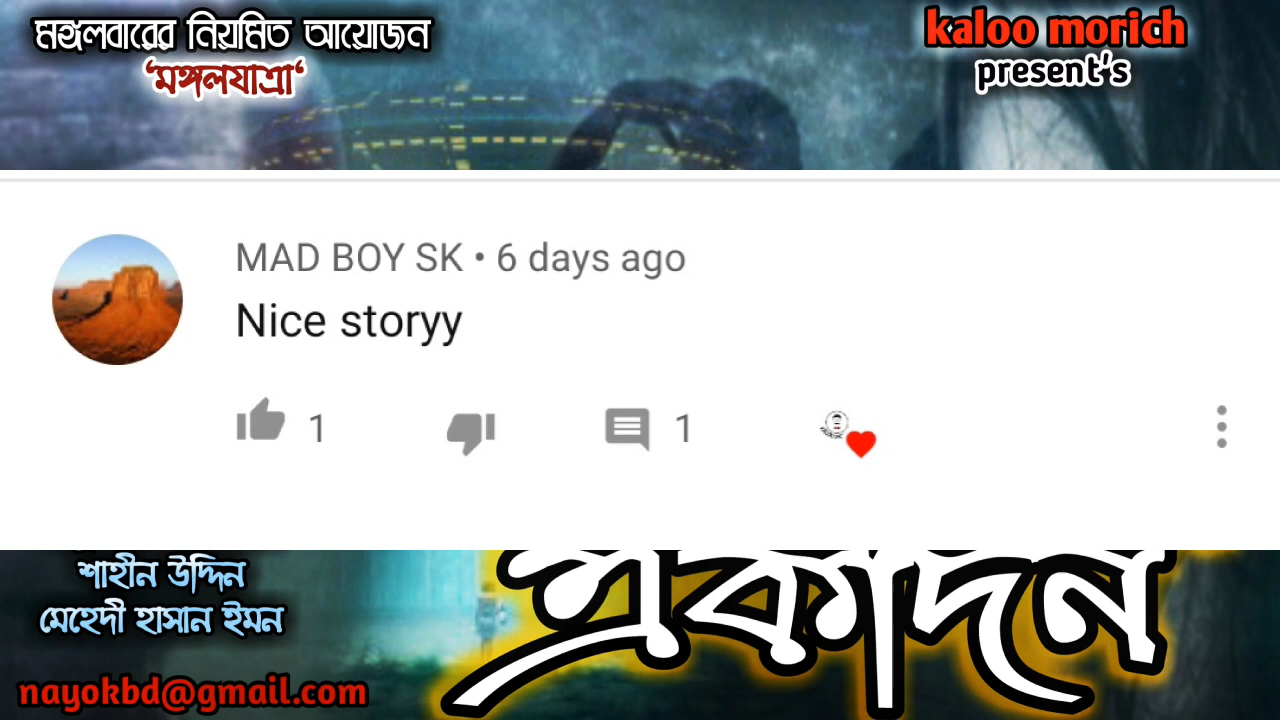 মঙ্গলবারের নিয়মিত আয়োজন
‘মঙ্গলযাত্রা‘
kaloo morich
present's
MAD BOY SK • 6 days ago
Nice storyy
1 1
শাহীন উদ্দিন
মেহেদী হাসান ইমন
nayokbd@gmail.com